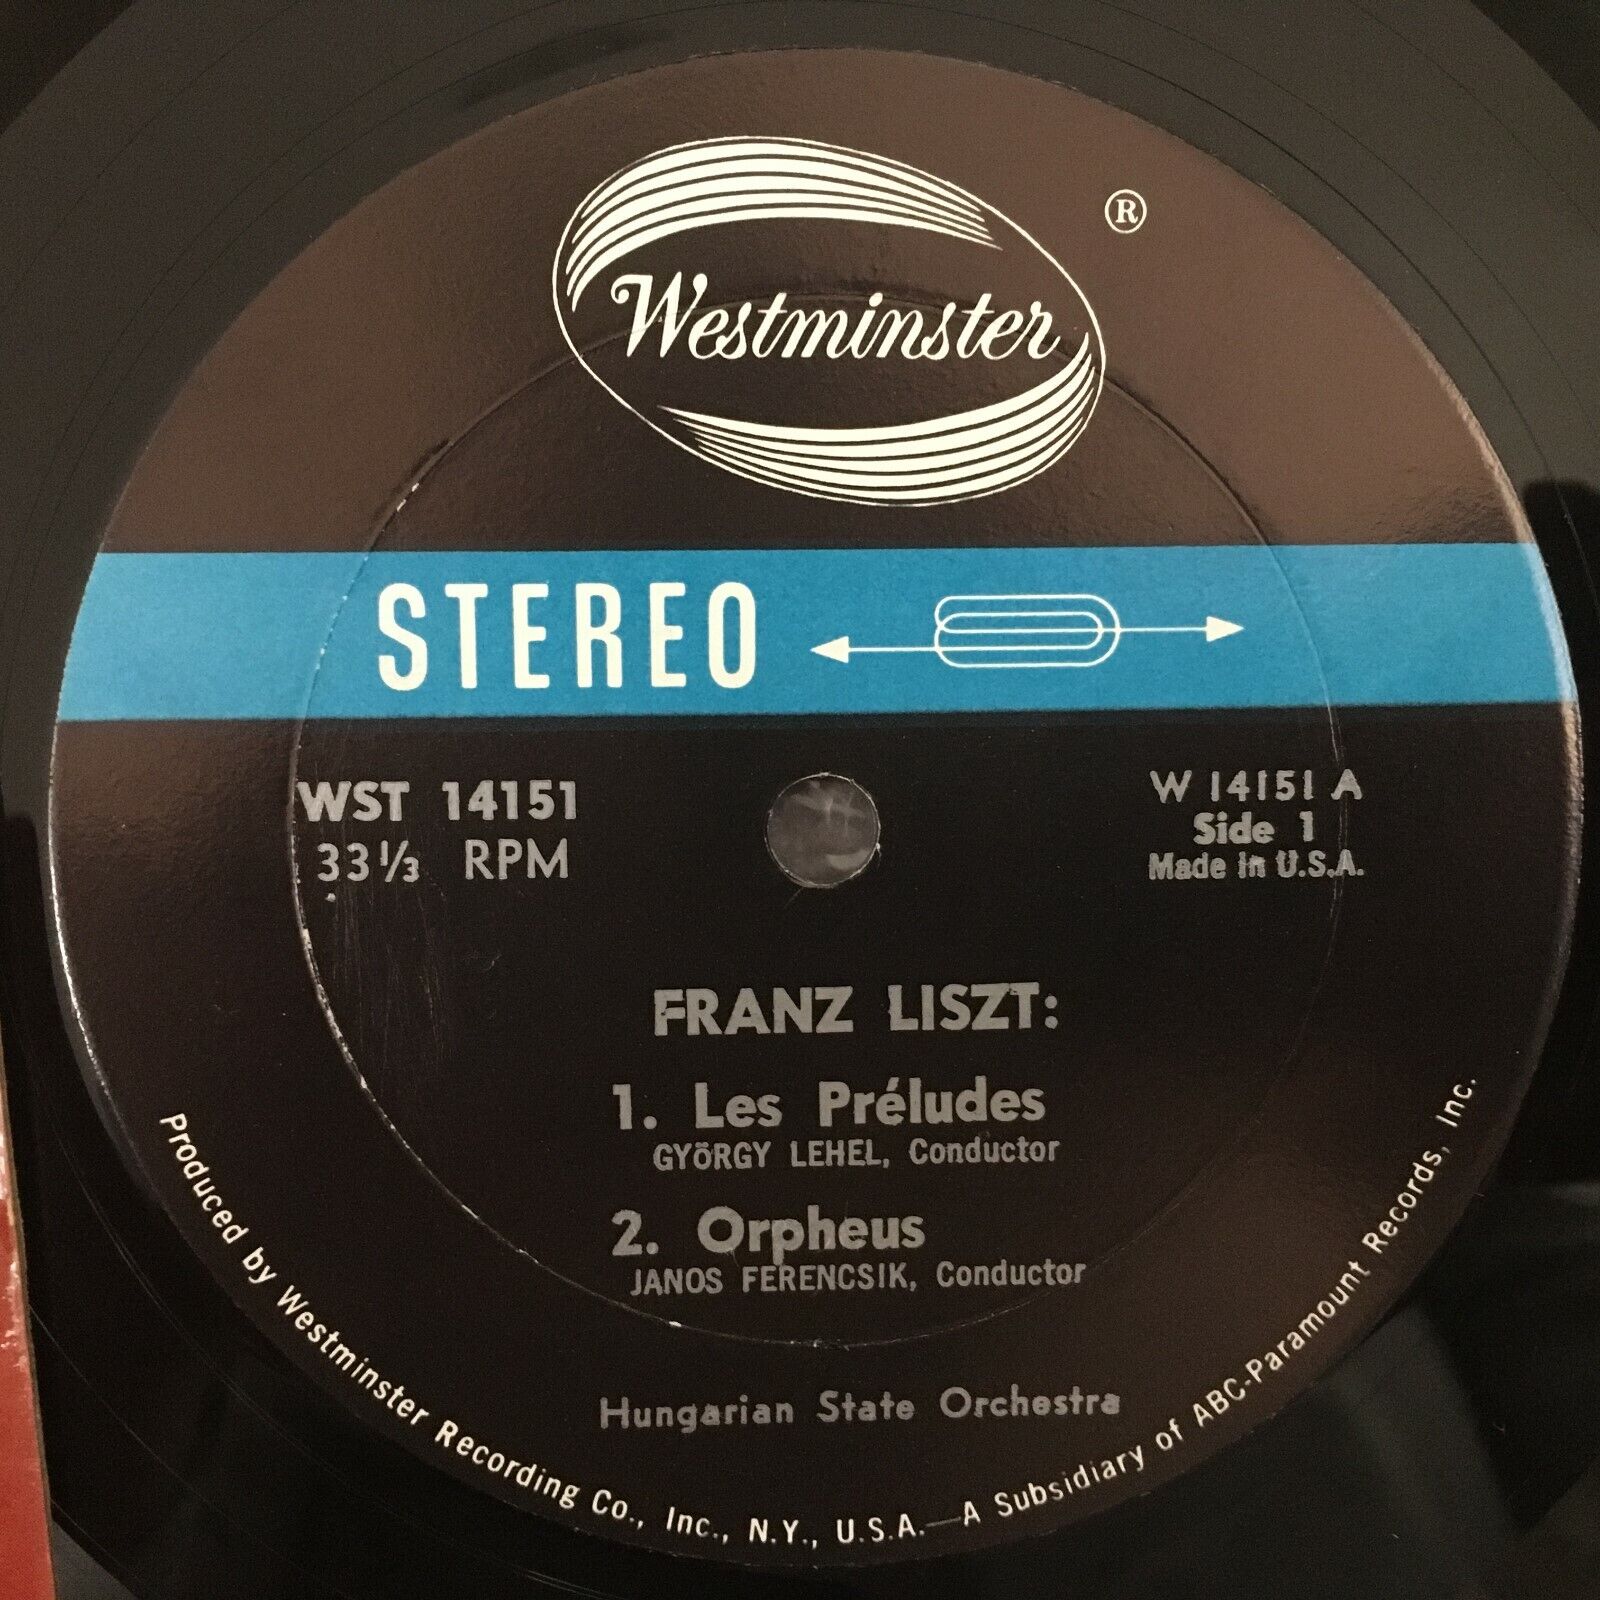 Westminster
®
STEREO
WST 14151
33 1/3 RPM
W 14151 A
Side 1
Made in U.S.A.
FRANZ LISZT:
1. Les Préludes
GYöRGY LEHEL, Conductor
2. Orpheus
JANOS FERENCSIK, Conductor
Hungarian State Orchestra
Produced by Westminster Recording Co., Inc., N.Y., U.S.A.—A Subsidiary of ABC-Paramount Records, Inc.